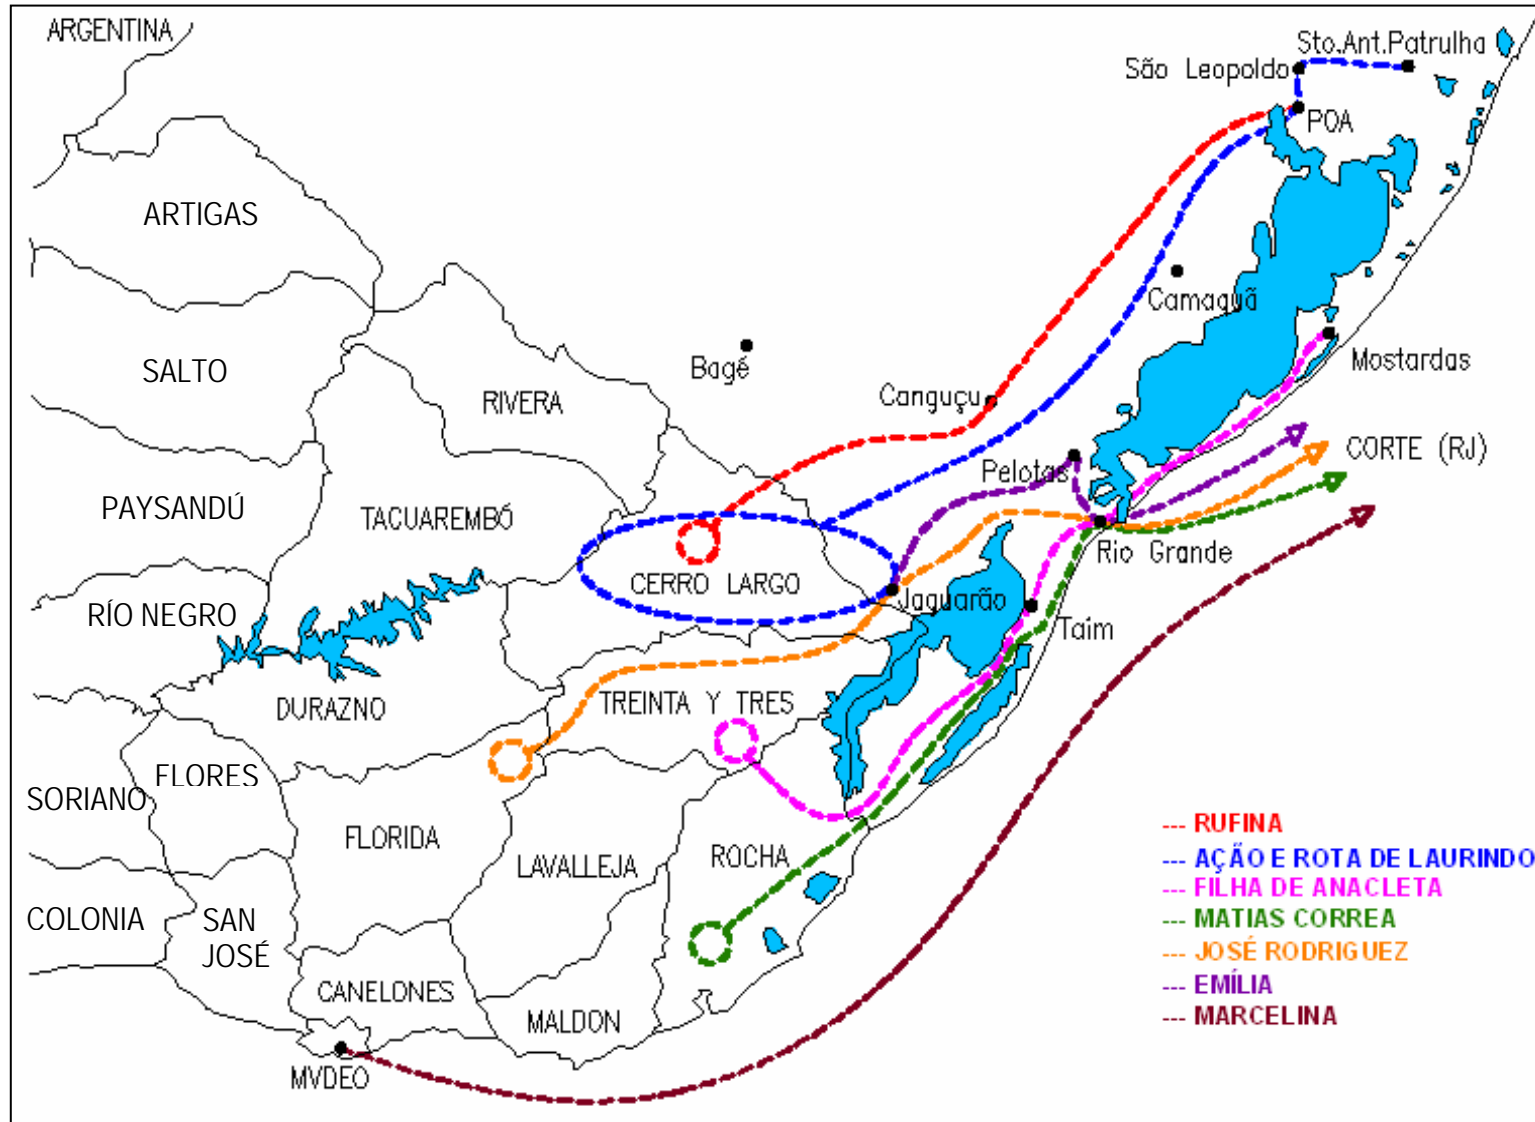 ARGENTINA
Sto.Ant.Patrulha
São Leopoldo
POA
ARTIGAS
Camaquã
SALTO
Bagé
Mostardas
RIVERA
Canguçu
CORTE (RJ)
Pelotas
PAYSANDÚ
TACUAREMBÓ
Rio Grande
CERRO LARGO
Jaguarão
RÍO NEGRO
Taim
DURAZNO
TREINTA Y TRES
FLORES
SORIANO
FLORIDA
LAVALLEJA
ROCHA
COLONIA
SAN
JOSÉ
CANELONES
MALDON
MVDEO
--- RUFINA
--- AÇÃO E ROTA DE LAURINDO
--- FILHA DE ANACLETA
--- MATIAS CORREA
--- JOSÉ RODRIGUEZ
--- EMÍLIA
--- MARCELINA